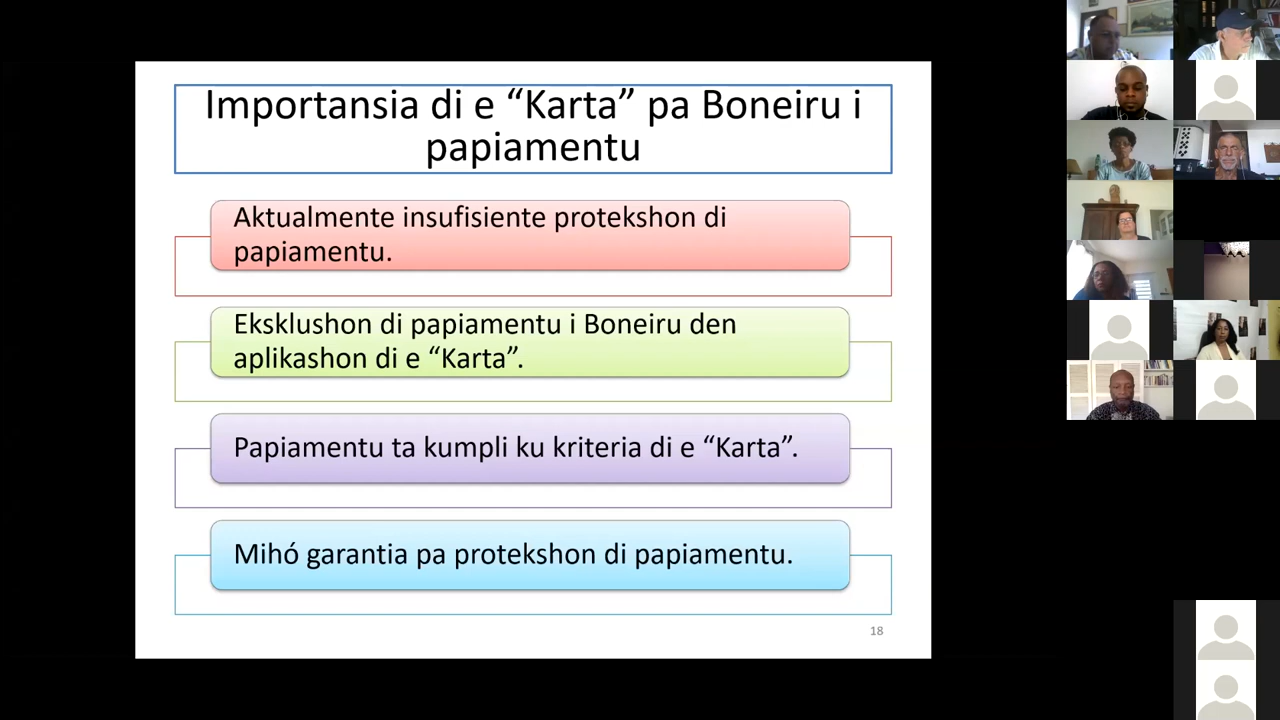 Importansia di e “Karta” pa Boneiru i
papiamentu
Aktualmente insufisiente protekshon di
papiamentu.
Eksklushon di papiamentu i Boneiru den
aplikashon di e “Karta”.
Papiamentu ta kumpli ku kriteria di e “Karta”.
Mihó garantia pa protekshon di papiamentu.
18